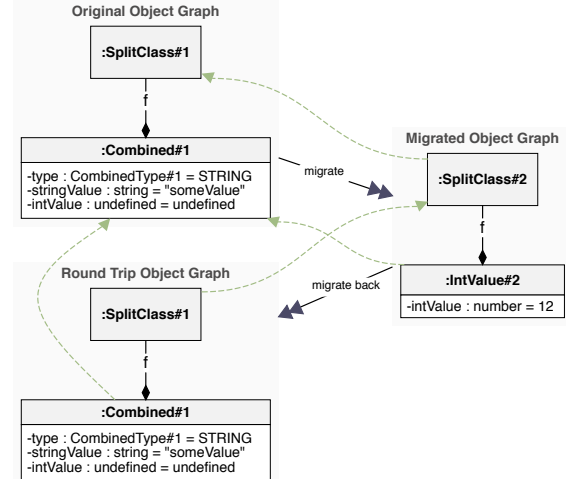 Original Object Graph
:SplitClass#1
f
:Combined#1
-type : CombinedType#1 = STRING
-stringValue : string = "someValue"
-intValue : undefined = undefined
migrate
Migrated Object Graph
:SplitClass#2
f
:IntValue#2
-intValue : number = 12
migrate back
Round Trip Object Graph
:SplitClass#1
f
:Combined#1
-type : CombinedType#1 = STRING
-stringValue : string = "someValue"
-intValue : undefined = undefined